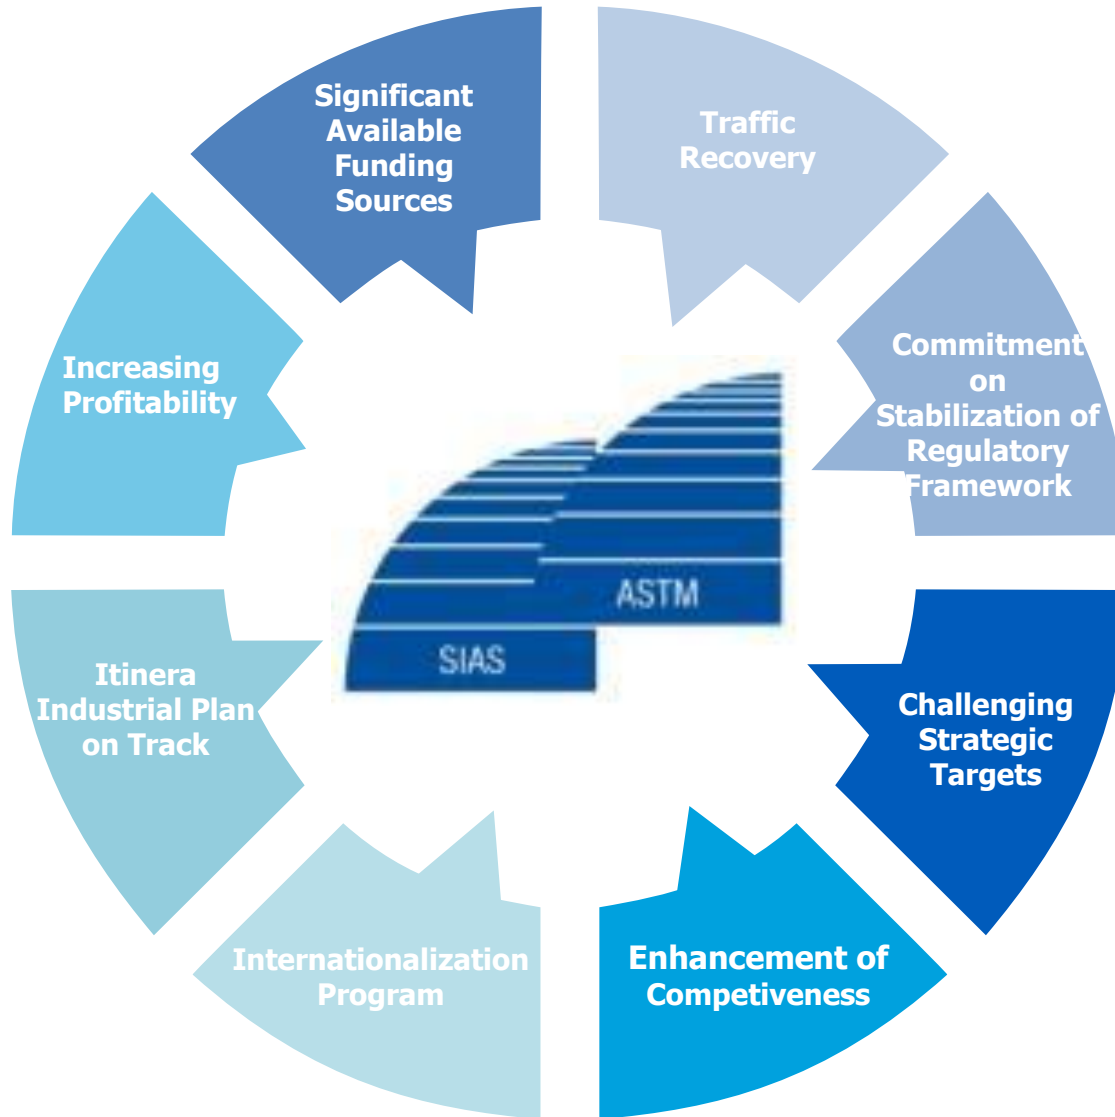 Significant
Available
Funding
Sources
Traffic
Recovery
Commitment
on
Stabilization of
Regulatory
Framework
Challenging
Strategic
Targets
Enhancement of
Competiveness
Internationalization
Program
Itinera
Industrial Plan
on Track
Increasing
Profitability
ASTM
SIAS